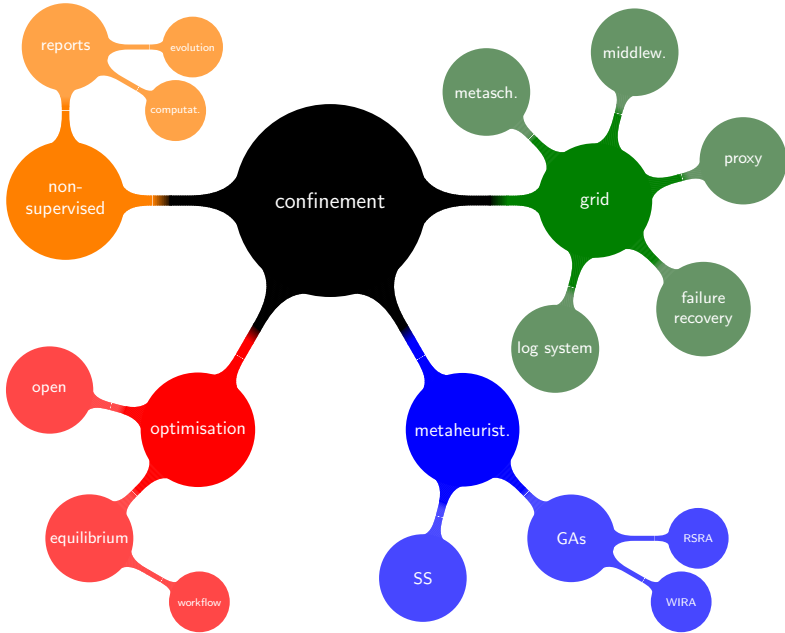 reports
evolution
computat.
non-
supervised
confinement
metasch.
middlew.
proxy
grid
failure
recovery
log system
open
optimisation
equilibrium
workflow
metaheurist.
SS
GAs
RSRA
WIRA